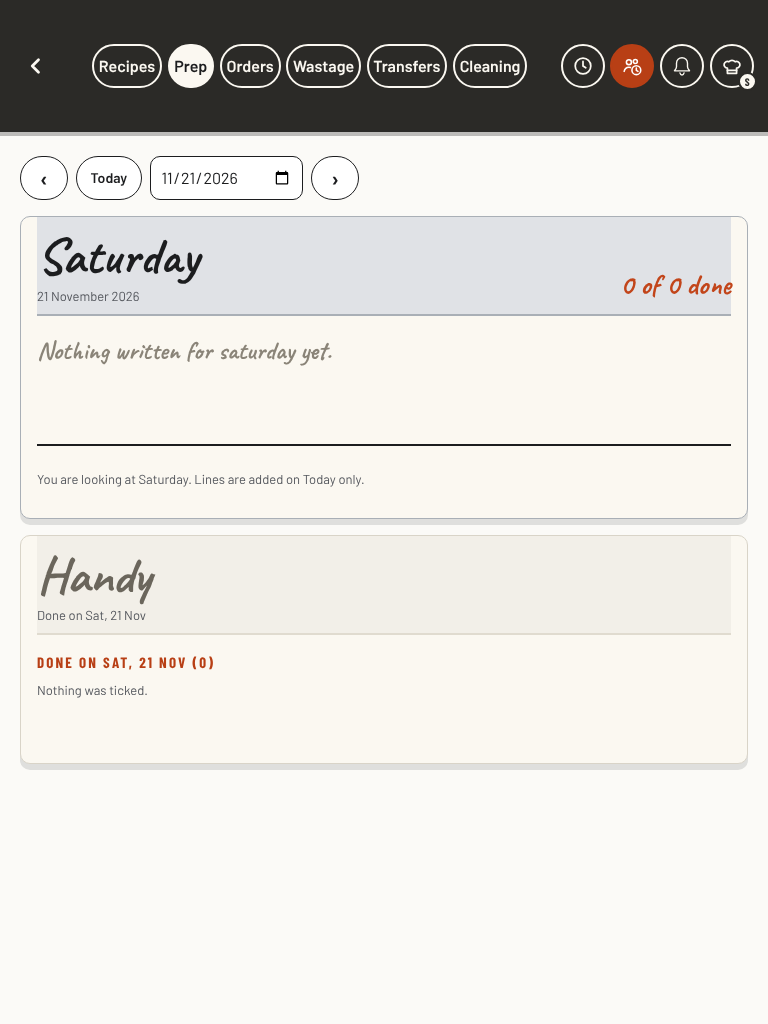 Recipes Prep Orders Wastage Transfers Cleaning
S
‹ Today 11/21/2026 ›
Saturday
21 November 2026
0 of 0 done
Nothing written for saturday yet.
You are looking at Saturday. Lines are added on Today only.
Handy
Done on Sat, 21 Nov
DONE ON SAT, 21 NOV (0)
Nothing was ticked.